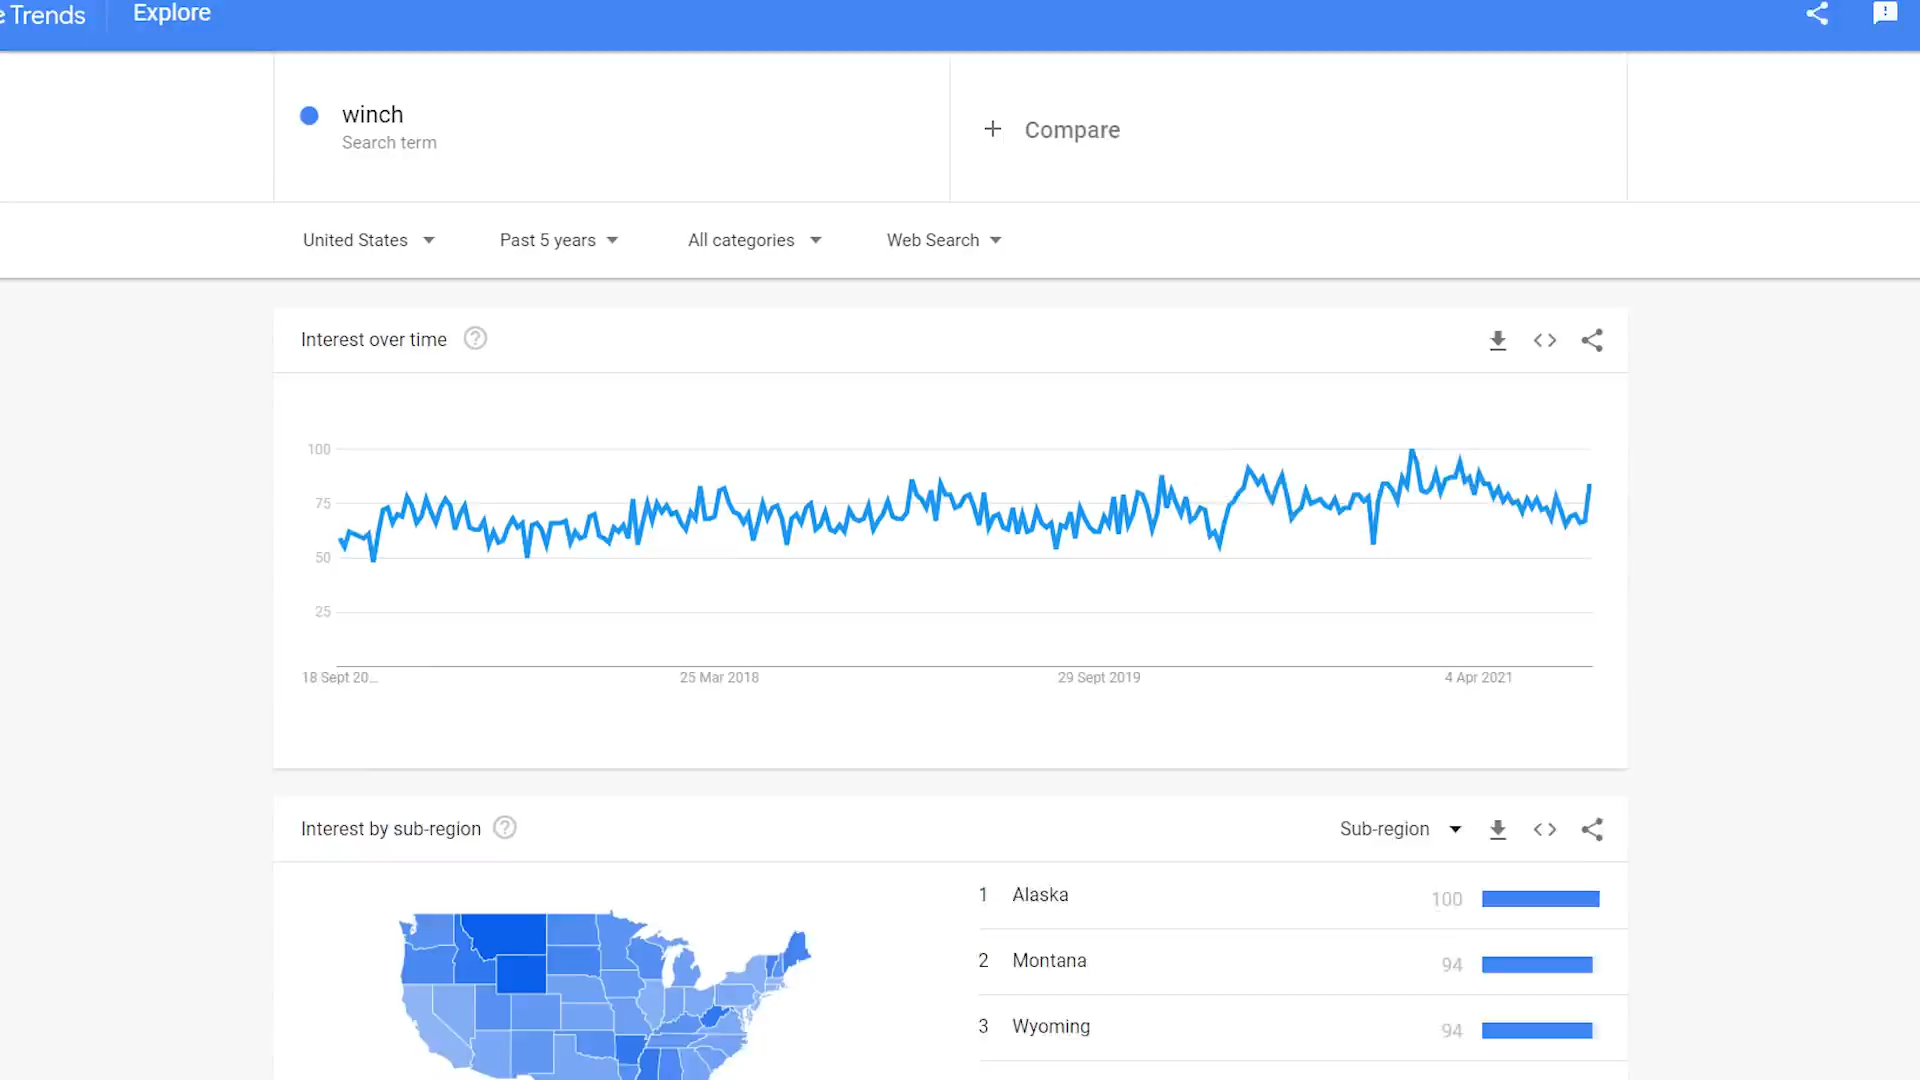 e Trends
Explore
winch
Search term
+ Compare
United States
Past 5 years
All categories
Web Search
Interest over time
100
75
50
25
18 Sept 20...
25 Mar 2018
29 Sept 2019
4 Apr 2021
Interest by sub-region
Sub-region
1 Alaska 100
2 Montana 94
3 Wyoming 94